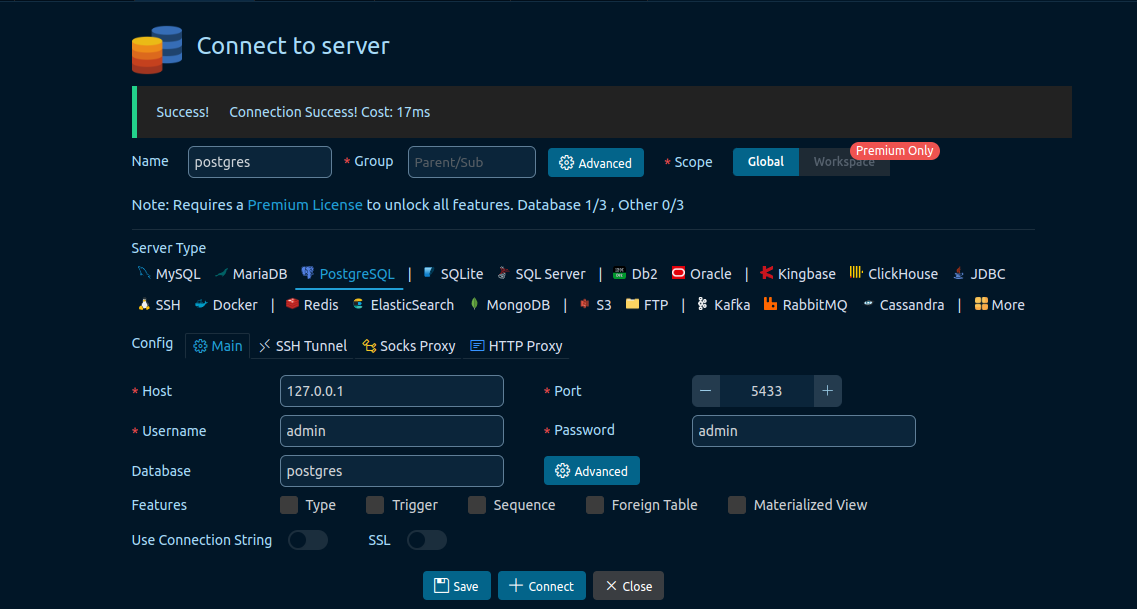 Connect to server
Success! Connection Success! Cost: 17ms
Name postgres * Group Parent/Sub Advanced * Scope Global Workspace Premium Only
Note: Requires a Premium License to unlock all features. Database 1/3 , Other 0/3
Server Type
MySQL MariaDB PostgreSQL | SQLite SQL Server | Db2 Oracle | Kingbase ClickHouse JDBC
SSH Docker | Redis ElasticSearch MongoDB | S3 FTP | Kafka RabbitMQ Cassandra | More
Config Main SSH Tunnel Socks Proxy HTTP Proxy
* Host 127.0.0.1 * Port − 5433 +
* Username admin * Password admin
Database postgres Advanced
Features Type Trigger Sequence Foreign Table Materialized View
Use Connection String SSL
Save Connect Close